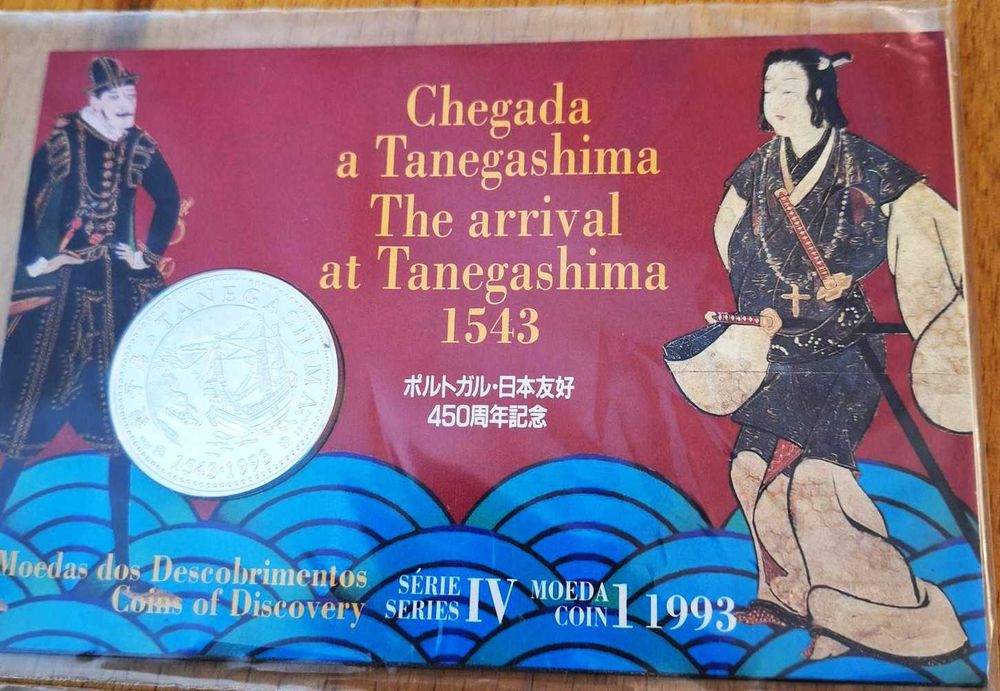 Chegada
a Tanegashima
The arrival
at Tanegashima
1543
ポルトガル・日本友好
450周年記念
TANEGACHIMA
1543·1993
Moedas dos Descobrimentos
Coins of Discovery
SÉRIE
SERIES
IV
MOEDA
COIN
1
1993